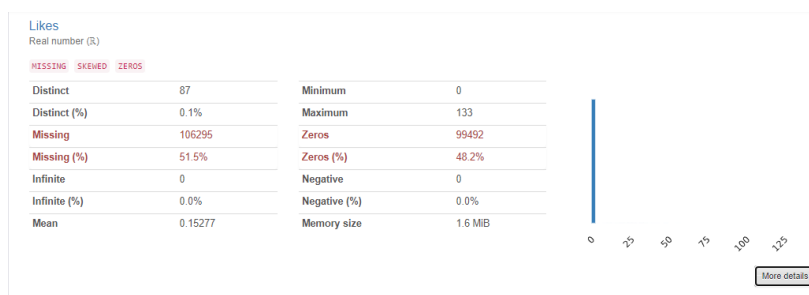 Likes
Real number (ℝ)
MISSING SKEWED ZEROS
Distinct 87
Distinct (%) 0.1%
Missing 106295
Missing (%) 51.5%
Infinite 0
Infinite (%) 0.0%
Mean 0.15277
Minimum 0
Maximum 133
Zeros 99492
Zeros (%) 48.2%
Negative 0
Negative (%) 0.0%
Memory size 1.6 MiB
0 25 50 75 100 125
More details